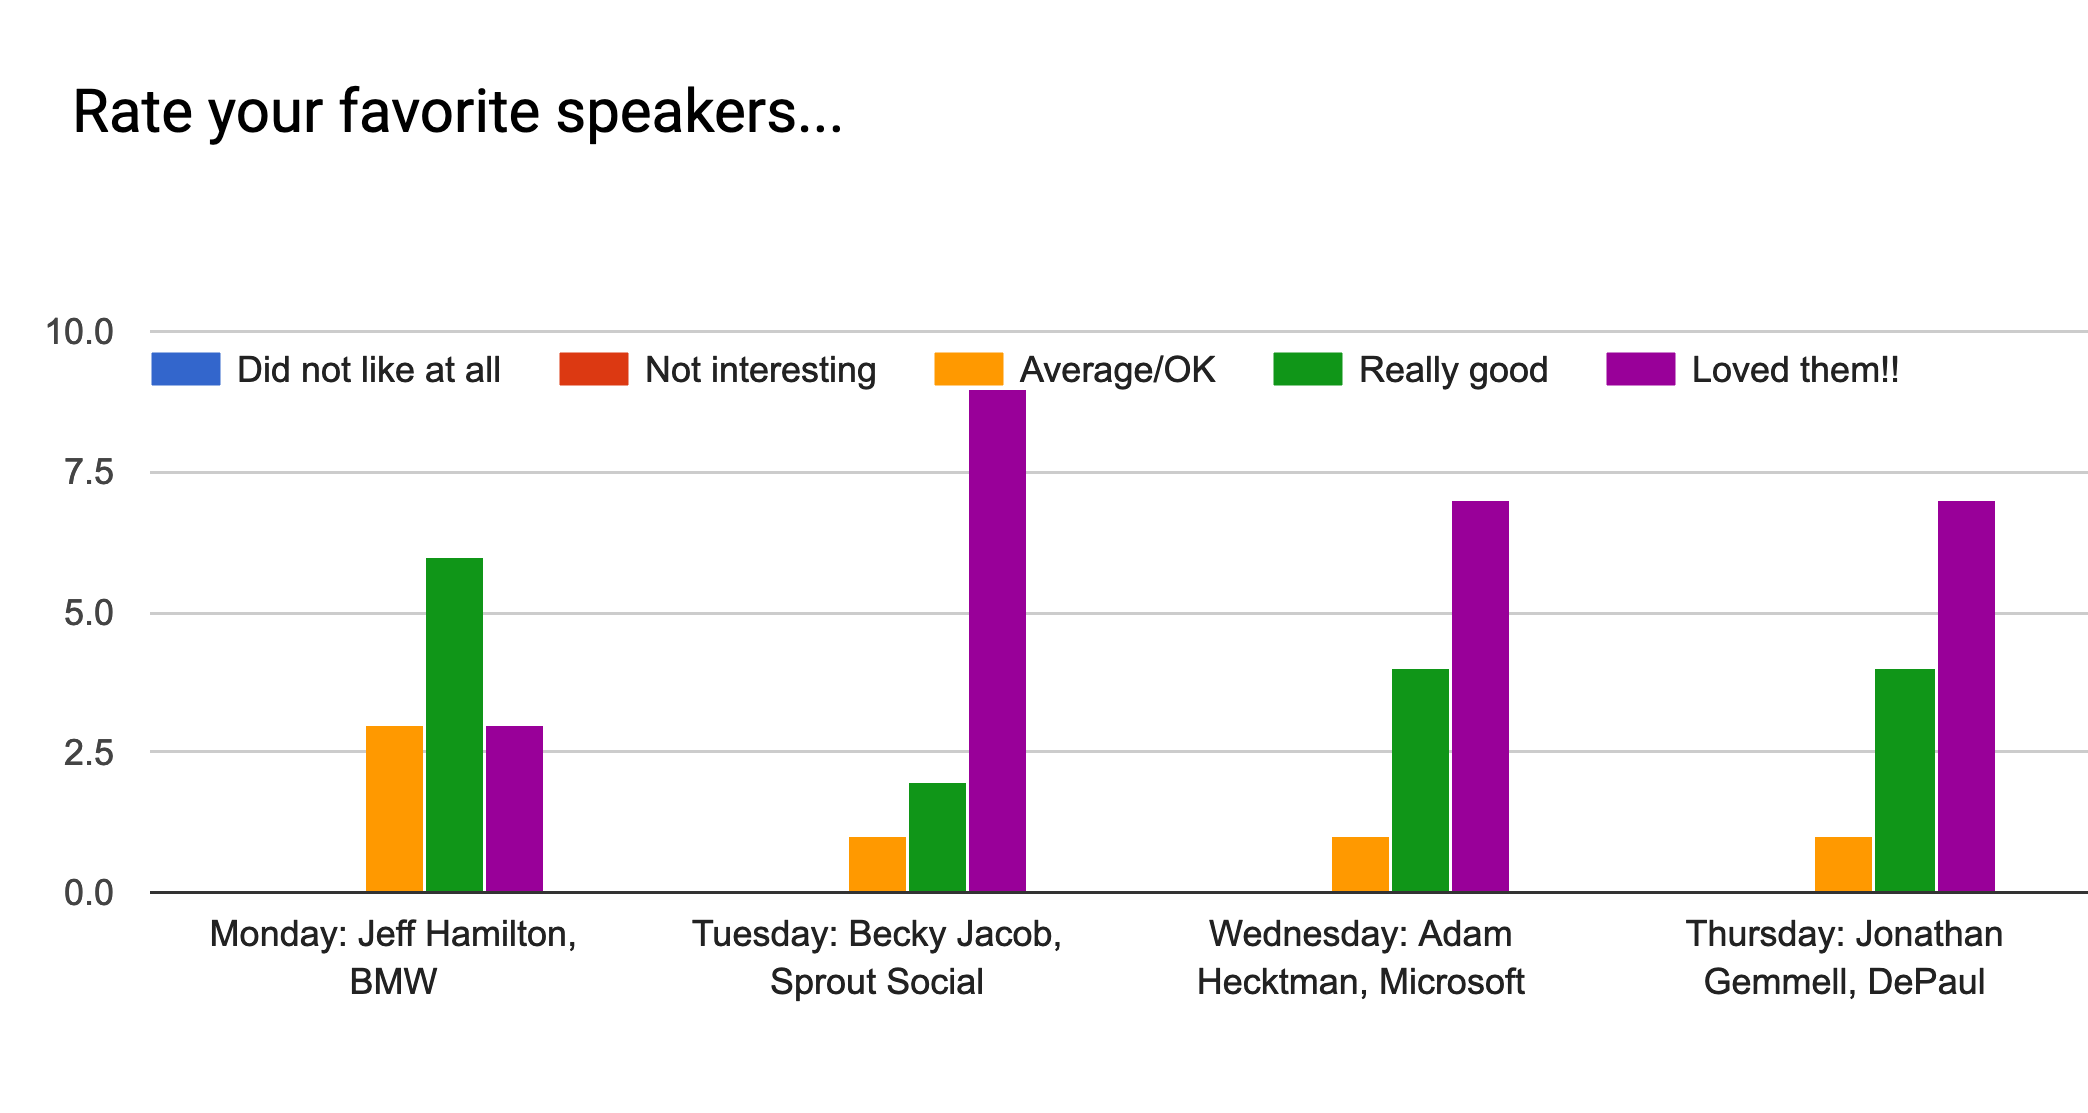 Rate your favorite speakers...
10.0
Did not like at all Not interesting Average/OK Really good Loved them!!
7.5
5.0
2.5
0.0
Monday: Jeff Hamilton, Tuesday: Becky Jacob, Wednesday: Adam Thursday: Jonathan
BMW Sprout Social Hecktman, Microsoft Gemmell, DePaul